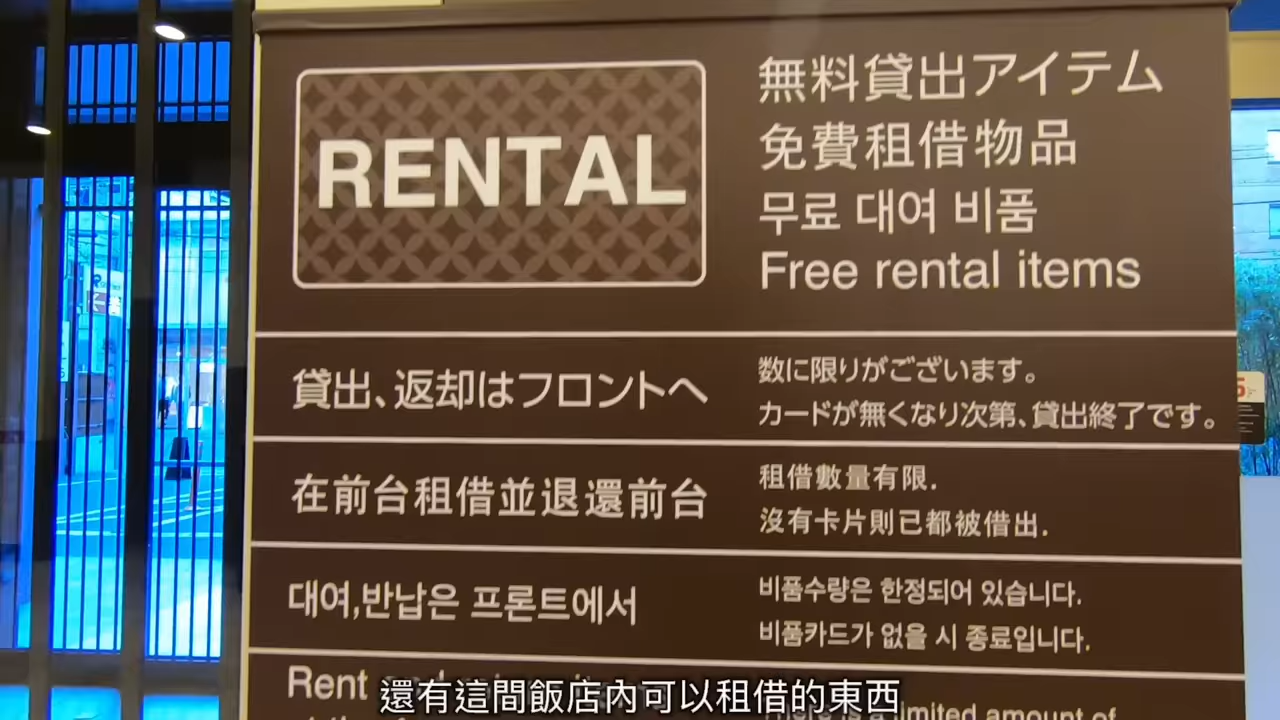 RENTAL
無料貸出アイテム
免費租借物品
무료 대여 비품
Free rental items
貸出、返却はフロントへ
数に限りがございます。
カードが無くなり次第、貸出終了です。
在前台租借並退還前台
租借數量有限.
沒有卡片則已都被借出.
대여,반납은 프론트에서
비품수량은 한정되어 있습니다.
비품카드가 없을 시 종료입니다.
Rent
limited amount of
還有這間飯店內可以租借的東西